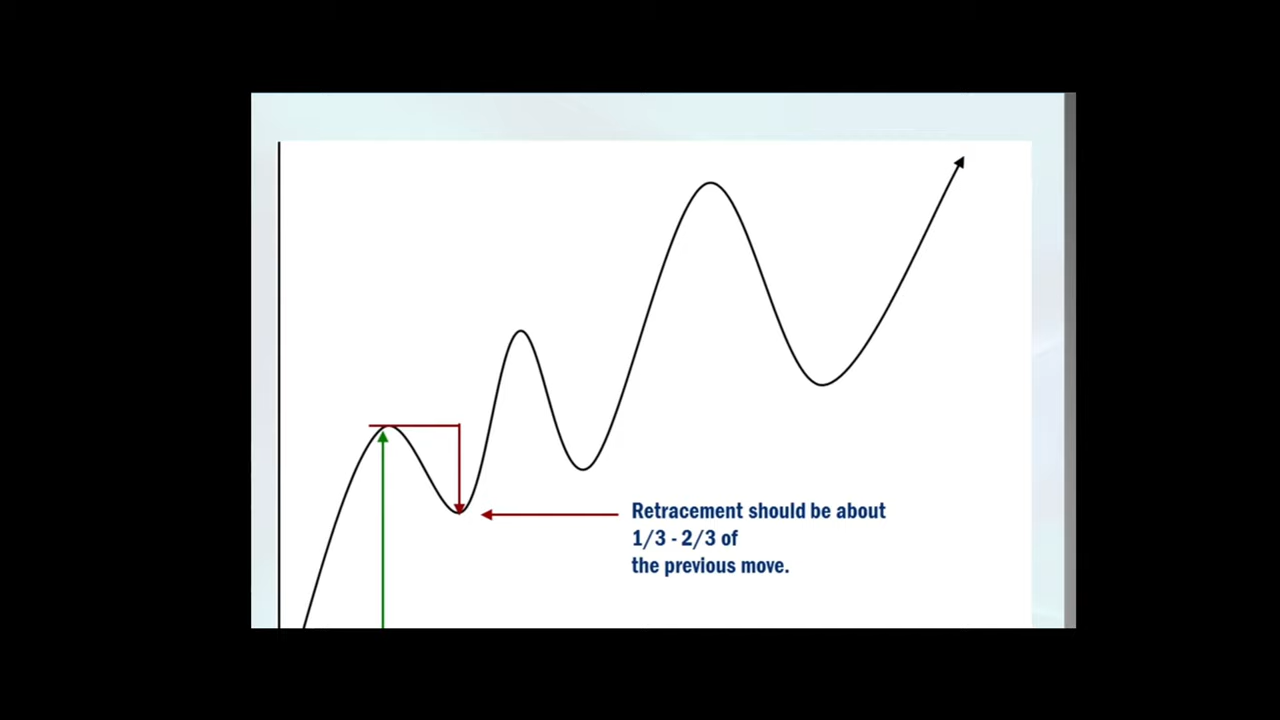 Retracement should be about
1/3 - 2/3 of
the previous move.